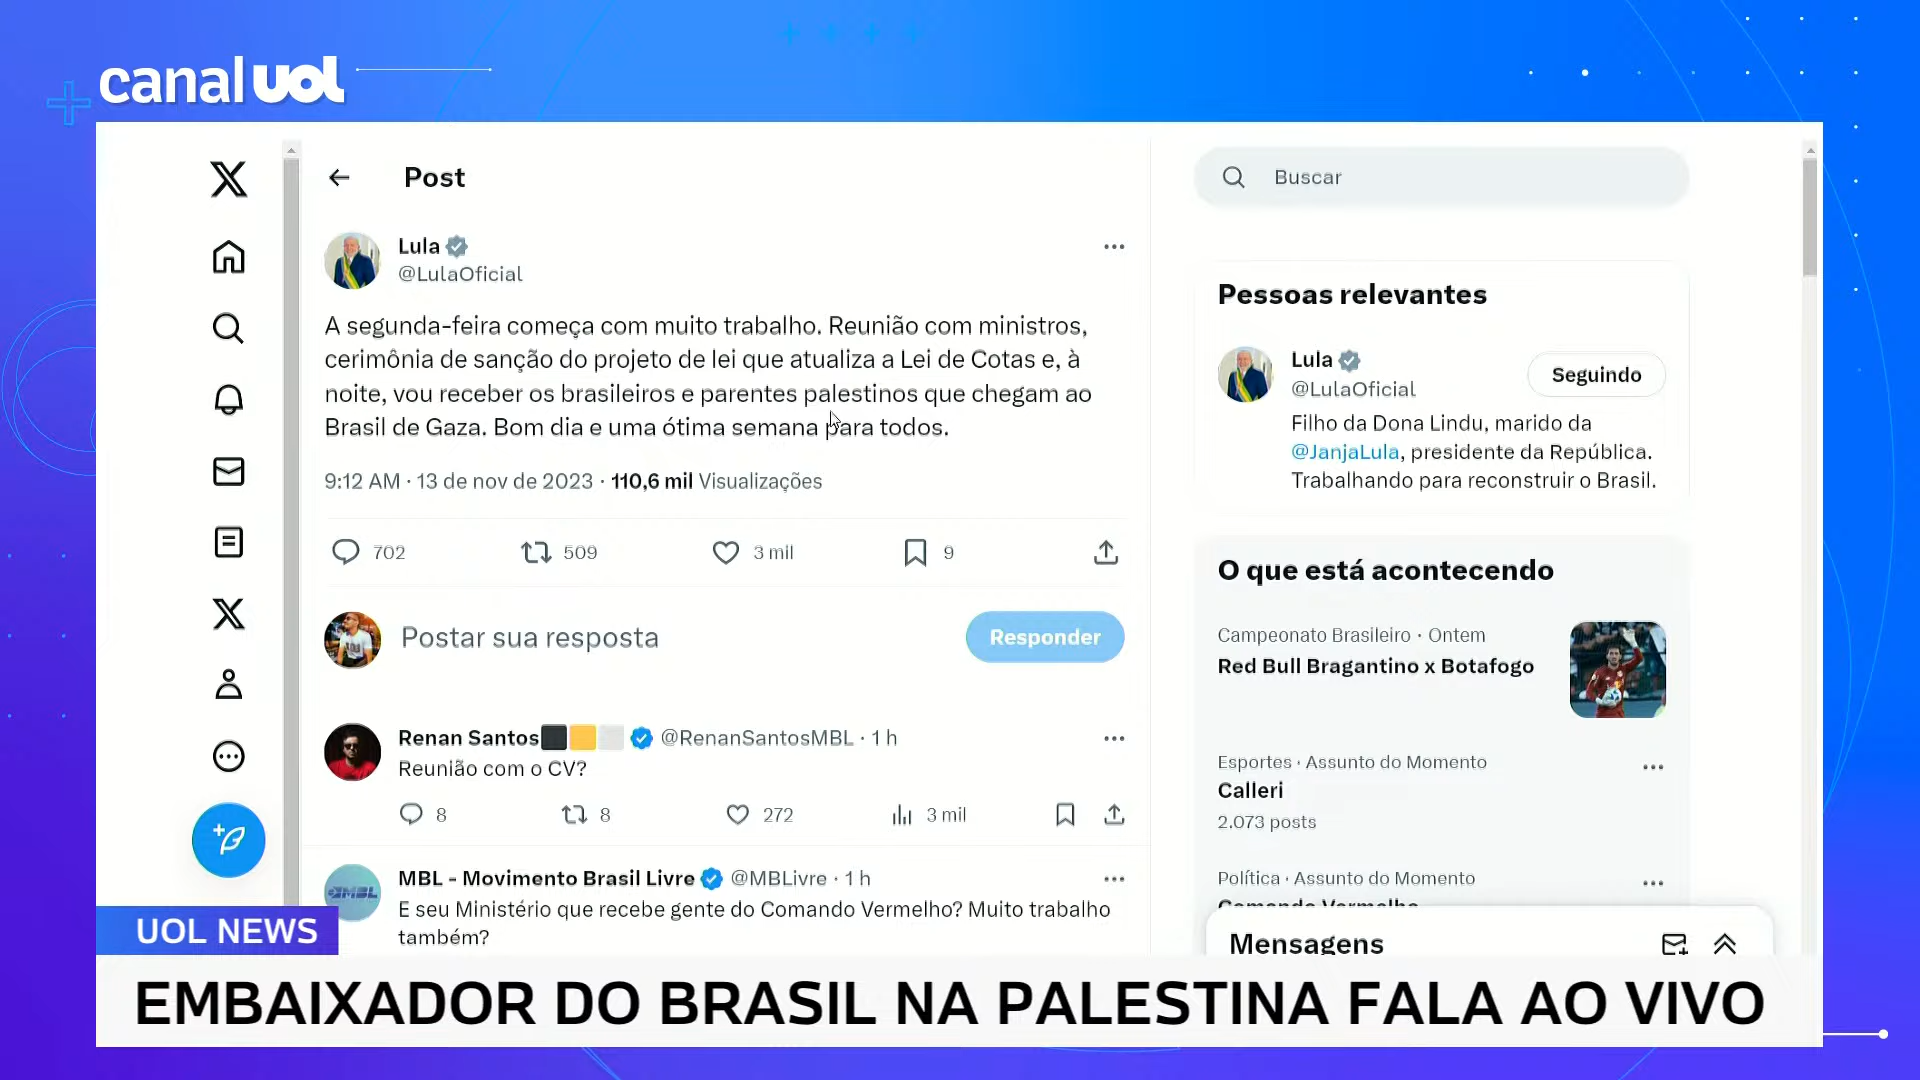 canal uol
Post
Buscar
Lula
@LulaOficial
A segunda-feira começa com muito trabalho. Reunião com ministros,
cerimônia de sanção do projeto de lei que atualiza a Lei de Cotas e, à
noite, vou receber os brasileiros e parentes palestinos que chegam ao
Brasil de Gaza. Bom dia e uma ótima semana para todos.
9:12 AM · 13 de nov de 2023 · 110,6 mil Visualizações
702 509 3 mil 9
Postar sua resposta
Responder
Renan Santos @RenanSantosMBL · 1 h
Reunião com o CV?
8 8 272 3 mil
MBL - Movimento Brasil Livre @MBLivre · 1 h
E seu Ministério que recebe gente do Comando Vermelho? Muito trabalho
também?
MBL
Pessoas relevantes
Lula
@LulaOficial
Seguindo
Filho da Dona Lindu, marido da
@JanjaLula, presidente da República.
Trabalhando para reconstruir o Brasil.
O que está acontecendo
Campeonato Brasileiro · Ontem
Red Bull Bragantino x Botafogo
Esportes · Assunto do Momento
Calleri
2.073 posts
Política · Assunto do Momento
Comando Vermelho
Mensagens
UOL NEWS
EMBAIXADOR DO BRASIL NA PALESTINA FALA AO VIVO